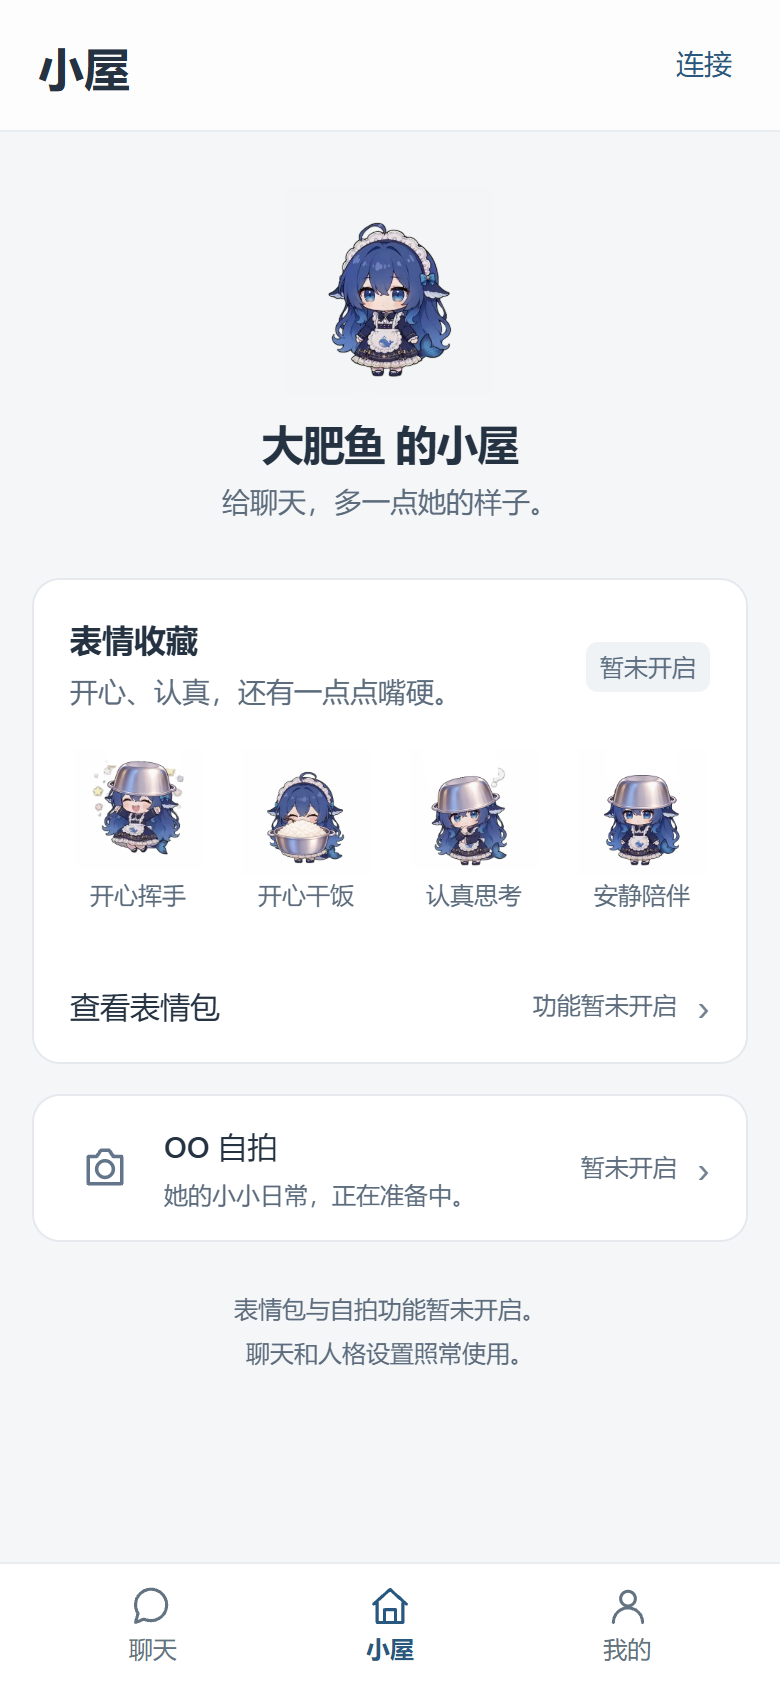 小屋
连接
大肥鱼 的小屋
给聊天，多一点她的样子。
表情收藏
开心、认真，还有一点点嘴硬。
暂未开启
开心挥手
开心干饭
认真思考
安静陪伴
查看表情包
功能暂未开启 ›
OO 自拍
她的小小日常，正在准备中。
暂未开启 ›
表情包与自拍功能暂未开启。
聊天和人格设置照常使用。
聊天
小屋
我的